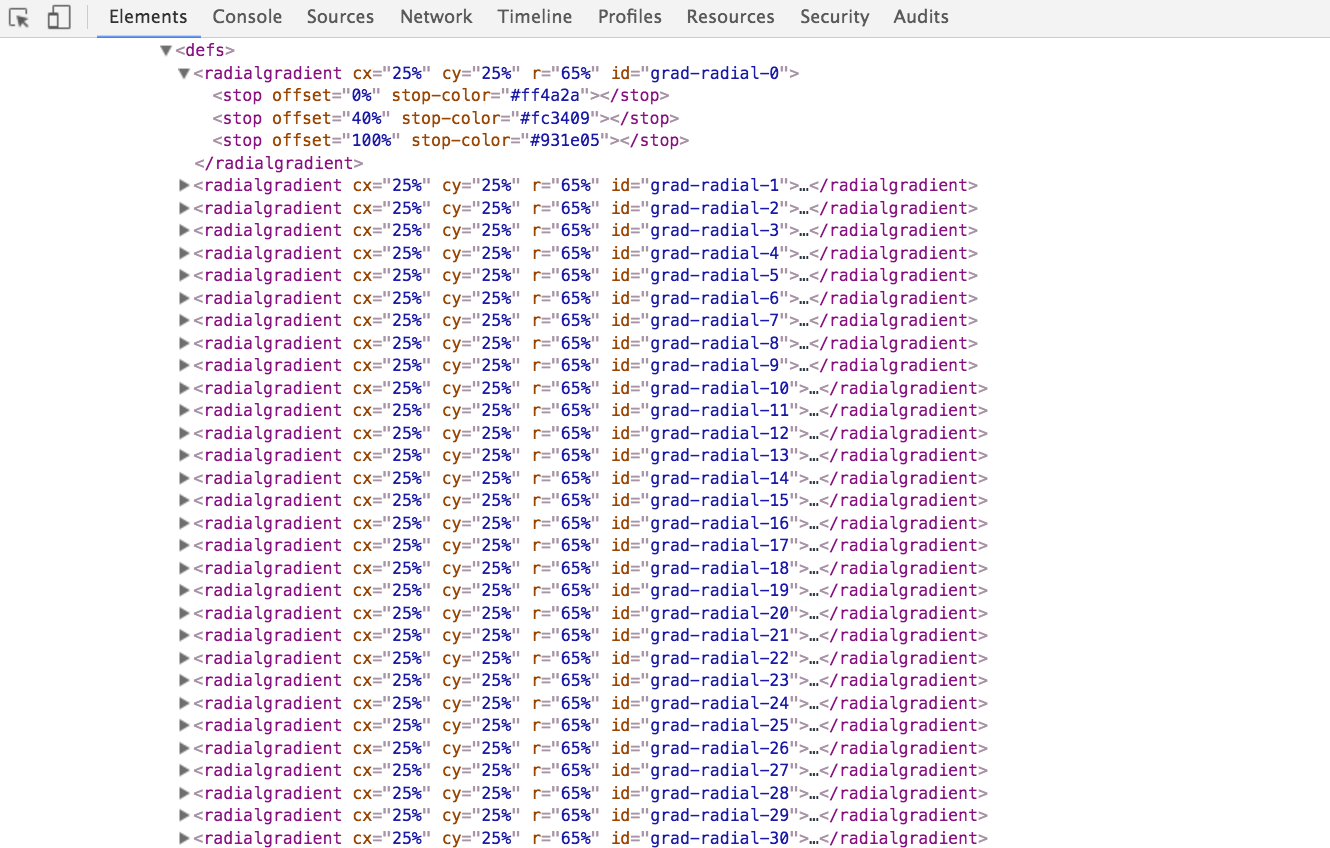 Elements Console Sources Network Timeline Profiles Resources Security Audits
▼<defs>
▼<radialgradient cx="25%" cy="25%" r="65%" id="grad-radial-0">
<stop offset="0%" stop-color="#ff4a2a"></stop>
<stop offset="40%" stop-color="#fc3409"></stop>
<stop offset="100%" stop-color="#931e05"></stop>
</radialgradient>
▶<radialgradient cx="25%" cy="25%" r="65%" id="grad-radial-1">…</radialgradient>
▶<radialgradient cx="25%" cy="25%" r="65%" id="grad-radial-2">…</radialgradient>
▶<radialgradient cx="25%" cy="25%" r="65%" id="grad-radial-3">…</radialgradient>
▶<radialgradient cx="25%" cy="25%" r="65%" id="grad-radial-4">…</radialgradient>
▶<radialgradient cx="25%" cy="25%" r="65%" id="grad-radial-5">…</radialgradient>
▶<radialgradient cx="25%" cy="25%" r="65%" id="grad-radial-6">…</radialgradient>
▶<radialgradient cx="25%" cy="25%" r="65%" id="grad-radial-7">…</radialgradient>
▶<radialgradient cx="25%" cy="25%" r="65%" id="grad-radial-8">…</radialgradient>
▶<radialgradient cx="25%" cy="25%" r="65%" id="grad-radial-9">…</radialgradient>
▶<radialgradient cx="25%" cy="25%" r="65%" id="grad-radial-10">…</radialgradient>
▶<radialgradient cx="25%" cy="25%" r="65%" id="grad-radial-11">…</radialgradient>
▶<radialgradient cx="25%" cy="25%" r="65%" id="grad-radial-12">…</radialgradient>
▶<radialgradient cx="25%" cy="25%" r="65%" id="grad-radial-13">…</radialgradient>
▶<radialgradient cx="25%" cy="25%" r="65%" id="grad-radial-14">…</radialgradient>
▶<radialgradient cx="25%" cy="25%" r="65%" id="grad-radial-15">…</radialgradient>
▶<radialgradient cx="25%" cy="25%" r="65%" id="grad-radial-16">…</radialgradient>
▶<radialgradient cx="25%" cy="25%" r="65%" id="grad-radial-17">…</radialgradient>
▶<radialgradient cx="25%" cy="25%" r="65%" id="grad-radial-18">…</radialgradient>
▶<radialgradient cx="25%" cy="25%" r="65%" id="grad-radial-19">…</radialgradient>
▶<radialgradient cx="25%" cy="25%" r="65%" id="grad-radial-20">…</radialgradient>
▶<radialgradient cx="25%" cy="25%" r="65%" id="grad-radial-21">…</radialgradient>
▶<radialgradient cx="25%" cy="25%" r="65%" id="grad-radial-22">…</radialgradient>
▶<radialgradient cx="25%" cy="25%" r="65%" id="grad-radial-23">…</radialgradient>
▶<radialgradient cx="25%" cy="25%" r="65%" id="grad-radial-24">…</radialgradient>
▶<radialgradient cx="25%" cy="25%" r="65%" id="grad-radial-25">…</radialgradient>
▶<radialgradient cx="25%" cy="25%" r="65%" id="grad-radial-26">…</radialgradient>
▶<radialgradient cx="25%" cy="25%" r="65%" id="grad-radial-27">…</radialgradient>
▶<radialgradient cx="25%" cy="25%" r="65%" id="grad-radial-28">…</radialgradient>
▶<radialgradient cx="25%" cy="25%" r="65%" id="grad-radial-29">…</radialgradient>
▶<radialgradient cx="25%" cy="25%" r="65%" id="grad-radial-30">…</radialgradient>